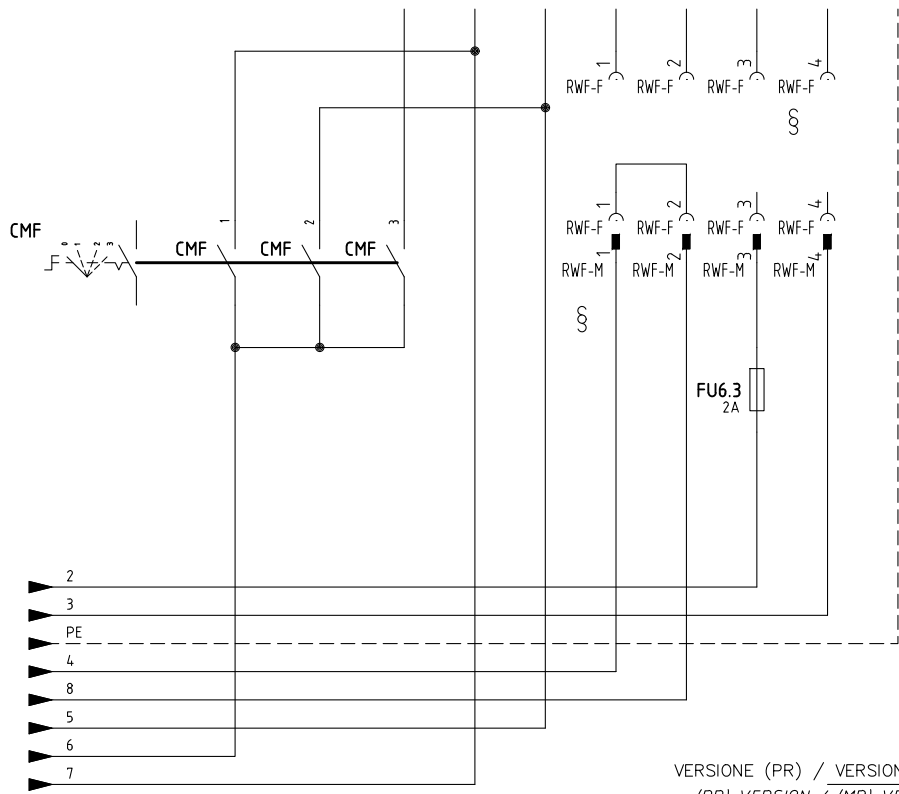 1 2 3 4
RWF-F RWF-F RWF-F RWF-F
§
1 2 3 4
RWF-F RWF-F RWF-F RWF-F
RWF-M 1 RWF-M 2 RWF-M 3 RWF-M 4
§
1 2 3
CMF
0 1 2 3
CMF CMF CMF
FU6.3
2A
2
3
PE
4
8
5
6
7
VERSIONE (PR) / VERSION